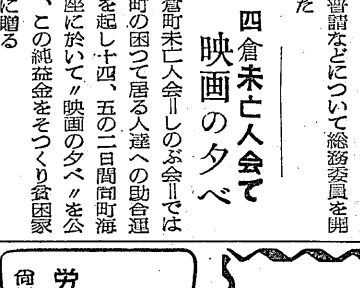 普請などについて総務委員を開
た
四倉未亡人会で
映画の夕べ
倉町未亡人会=しのぶ会=では
町の困つて居る人達への助合運
を起し十四、五の二日間同町海
座に於いて〃映画の夕べ〃を公
、この純益金をそつくり貧困家
に贈る
労